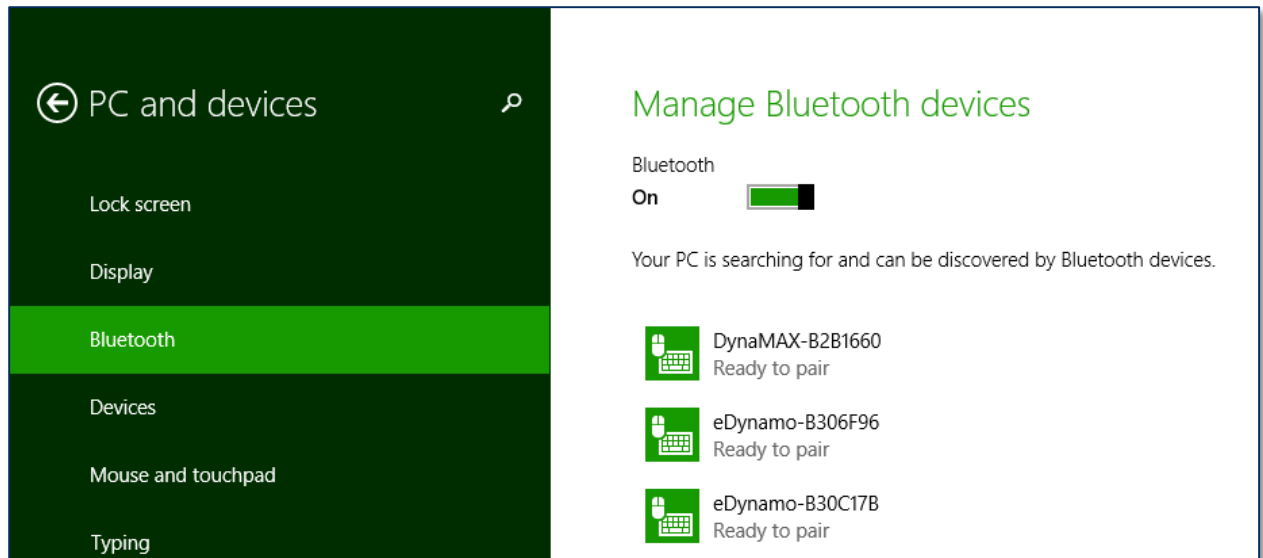 PC and devices
Lock screen
Display
Bluetooth
Devices
Mouse and touchpad
Typing
Manage Bluetooth devices
Bluetooth
On
Your PC is searching for and can be discovered by Bluetooth devices.
DynaMAX-B2B1660
Ready to pair
eDynamo-B306F96
Ready to pair
eDynamo-B30C17B
Ready to pair